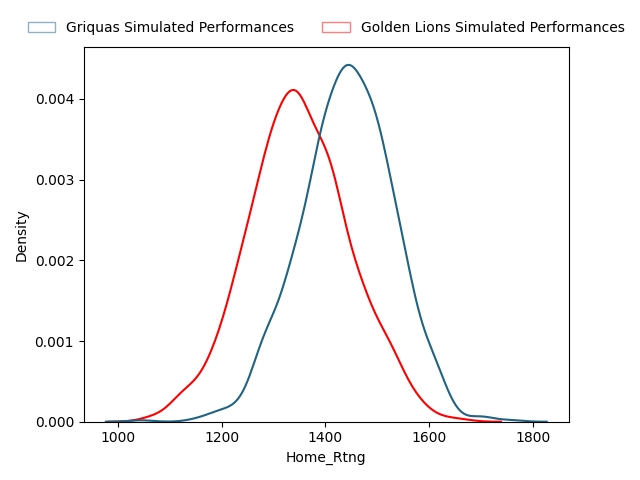 Griquas Simulated Performances Golden Lions Simulated Performances
0.004
0.003
0.002
0.001
0.000
Density
1000 1200 1400 1600 1800
Home_Rtng